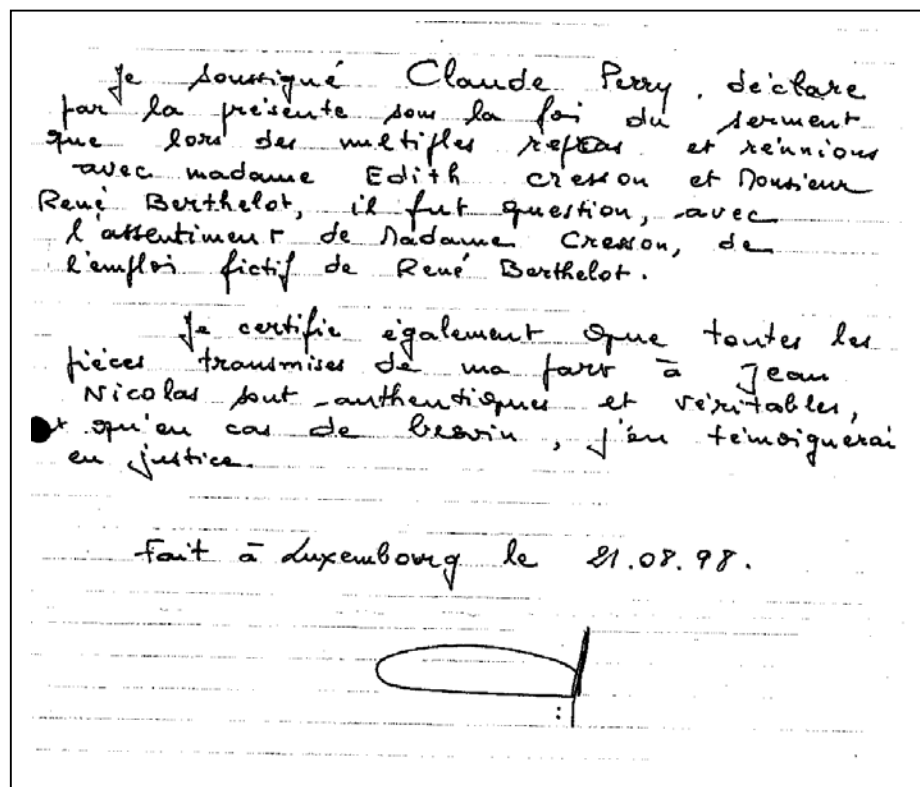 Je soussigné Claude Perry, déclare
par la présente sous la foi du serment
que lors des multiples repas et réunions
avec madame Edith Cresson et Monsieur
René Berthelot, il fut question, avec
l'assentiment de Madame Cresson, de
l'emploi fictif de René Berthelot.
Je certifie également que toutes les
pièces transmises de ma part à Jean
Nicolas sont authentiques et véritables,
et qu'en cas de besoin, j'en témoignerai
en justice.
Fait à Luxembourg le 21.08.98.